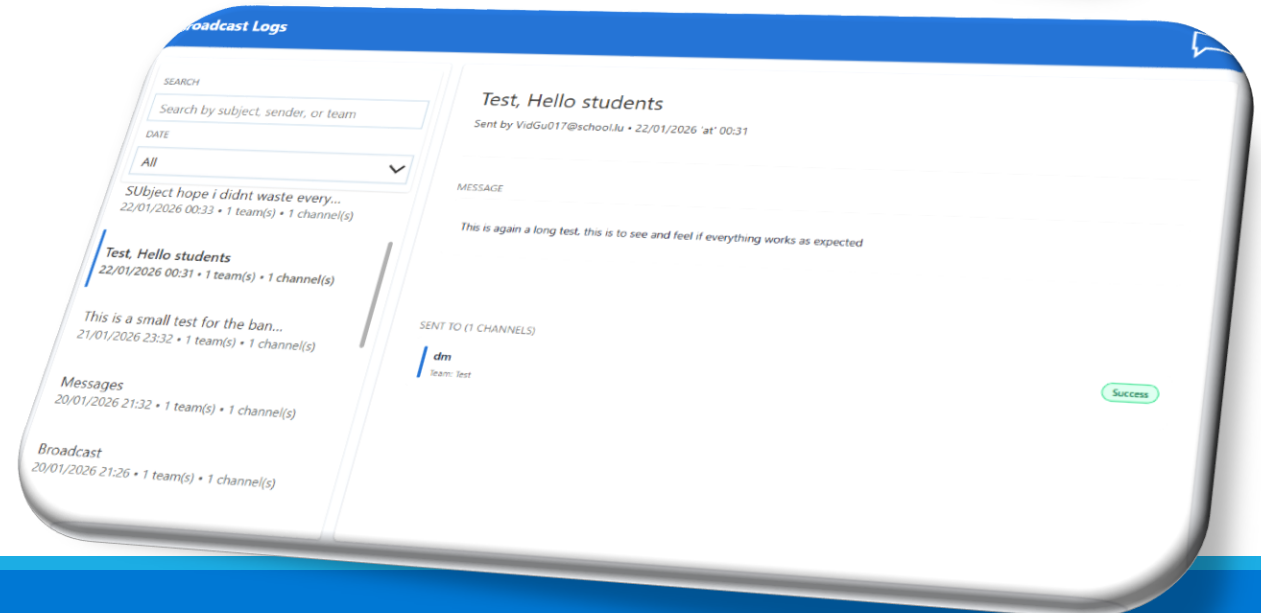 roadcast Logs
SEARCH
Search by subject, sender, or team
DATE
All
SUbject hope i didnt waste every...
22/01/2026 00:33 • 1 team(s) • 1 channel(s)
Test, Hello students
22/01/2026 00:31 • 1 team(s) • 1 channel(s)
This is a small test for the ban...
21/01/2026 23:32 • 1 team(s) • 1 channel(s)
Messages
20/01/2026 21:32 • 1 team(s) • 1 channel(s)
Broadcast
20/01/2026 21:26 • 1 team(s) • 1 channel(s)
Test, Hello students
Sent by VidGu017@school.lu • 22/01/2026 'at' 00:31
MESSAGE
This is again a long test, this is to see and feel if everything works as expected
SENT TO (1 CHANNELS)
dm
Team: Test
Success